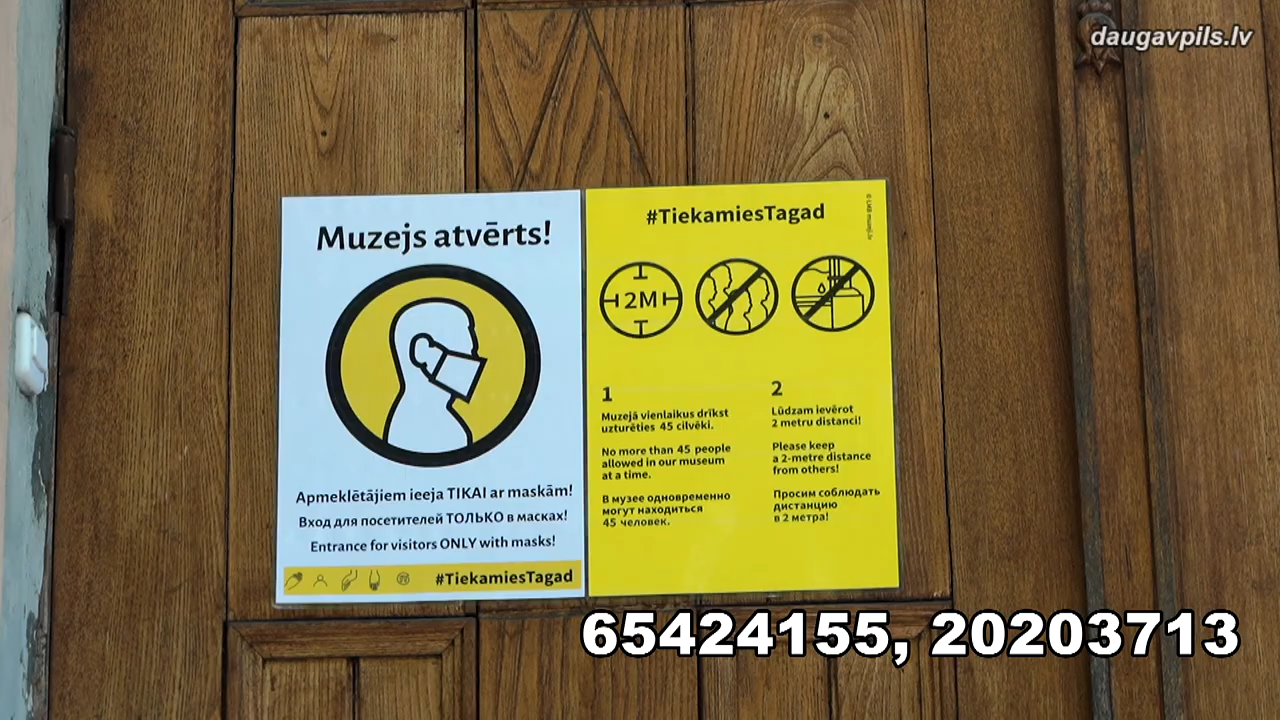 daugavpils.lv
Muzejs atvērts!
Apmeklētājiem ieeja TIKAI ar maskām!
Вход для посетителей ТОЛЬКО в масках!
Entrance for visitors ONLY with masks!
#TiekamiesTagad
#TiekamiesTagad
2M
1
Muzejā vienlaikus drīkst
uzturēties 45 cilvēki.
No more than 45 people
allowed in our museum
at a time.
В музее одновременно
могут находиться
45 человек.
2
Lūdzam ievērot
2 metru distanci!
Please keep
a 2-metre distance
from others!
Просим соблюдать
дистанцию
в 2 метра!
65424155, 20203713